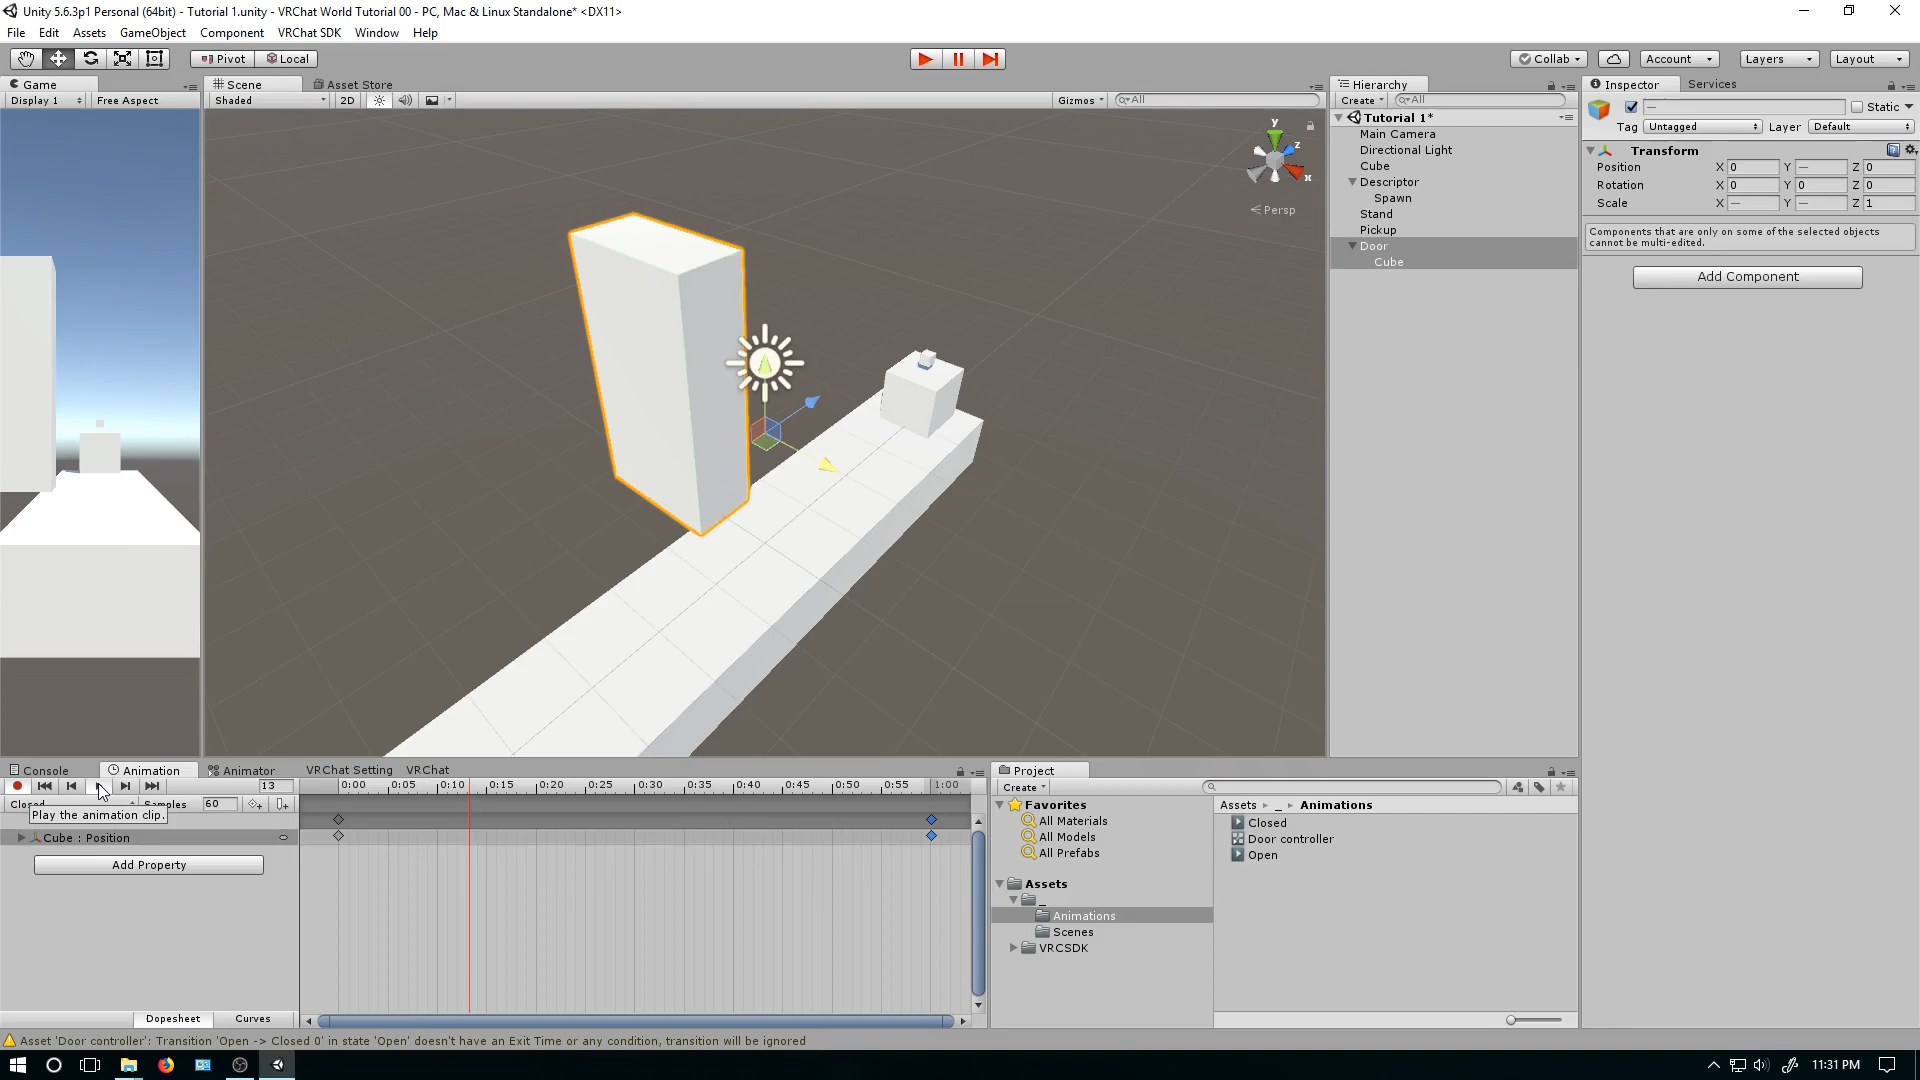 Unity 5.6.3p1 Personal (64bit) - Tutorial 1.unity - VRChat World Tutorial 00 - PC, Mac & Linux Standalone* <DX11>
File Edit Assets GameObject Component VRChat SDK Window Help
Pivot Local Collab Account Layers Layout
Game Scene Asset Store Hierarchy Inspector Services
Display 1 Free Aspect Shaded 2D Gizmos All Create All Static
Tutorial 1*
Tag Untagged Layer Default
Main Camera
Directional Light
Cube
Descriptor
Spawn
Stand
Pickup
Door
Cube
Transform
Position X 0 Y — Z 0
Rotation X 0 Y 0 Z 0
Scale X — Y — Z 1
Components that are only on some of the selected objects
cannot be multi-edited.
Add Component
y
z
x
Persp
Console Animation Animator VRChat Setting VRChat Project
13 0:00 0:05 0:10 0:15 0:20 0:25 0:30 0:35 0:40 0:45 0:50 0:55 1:00
Closed Samples 60
Play the animation clip.
Cube : Position
Add Property
Dopesheet Curves
Create
Favorites
All Materials
All Models
All Prefabs
Assets
_
Animations
Scenes
VRCSDK
Assets _ Animations
Closed
Door controller
Open
Asset 'Door controller': Transition 'Open -> Closed 0' in state 'Open' doesn't have an Exit Time or any condition, transition will be ignored
11:31 PM